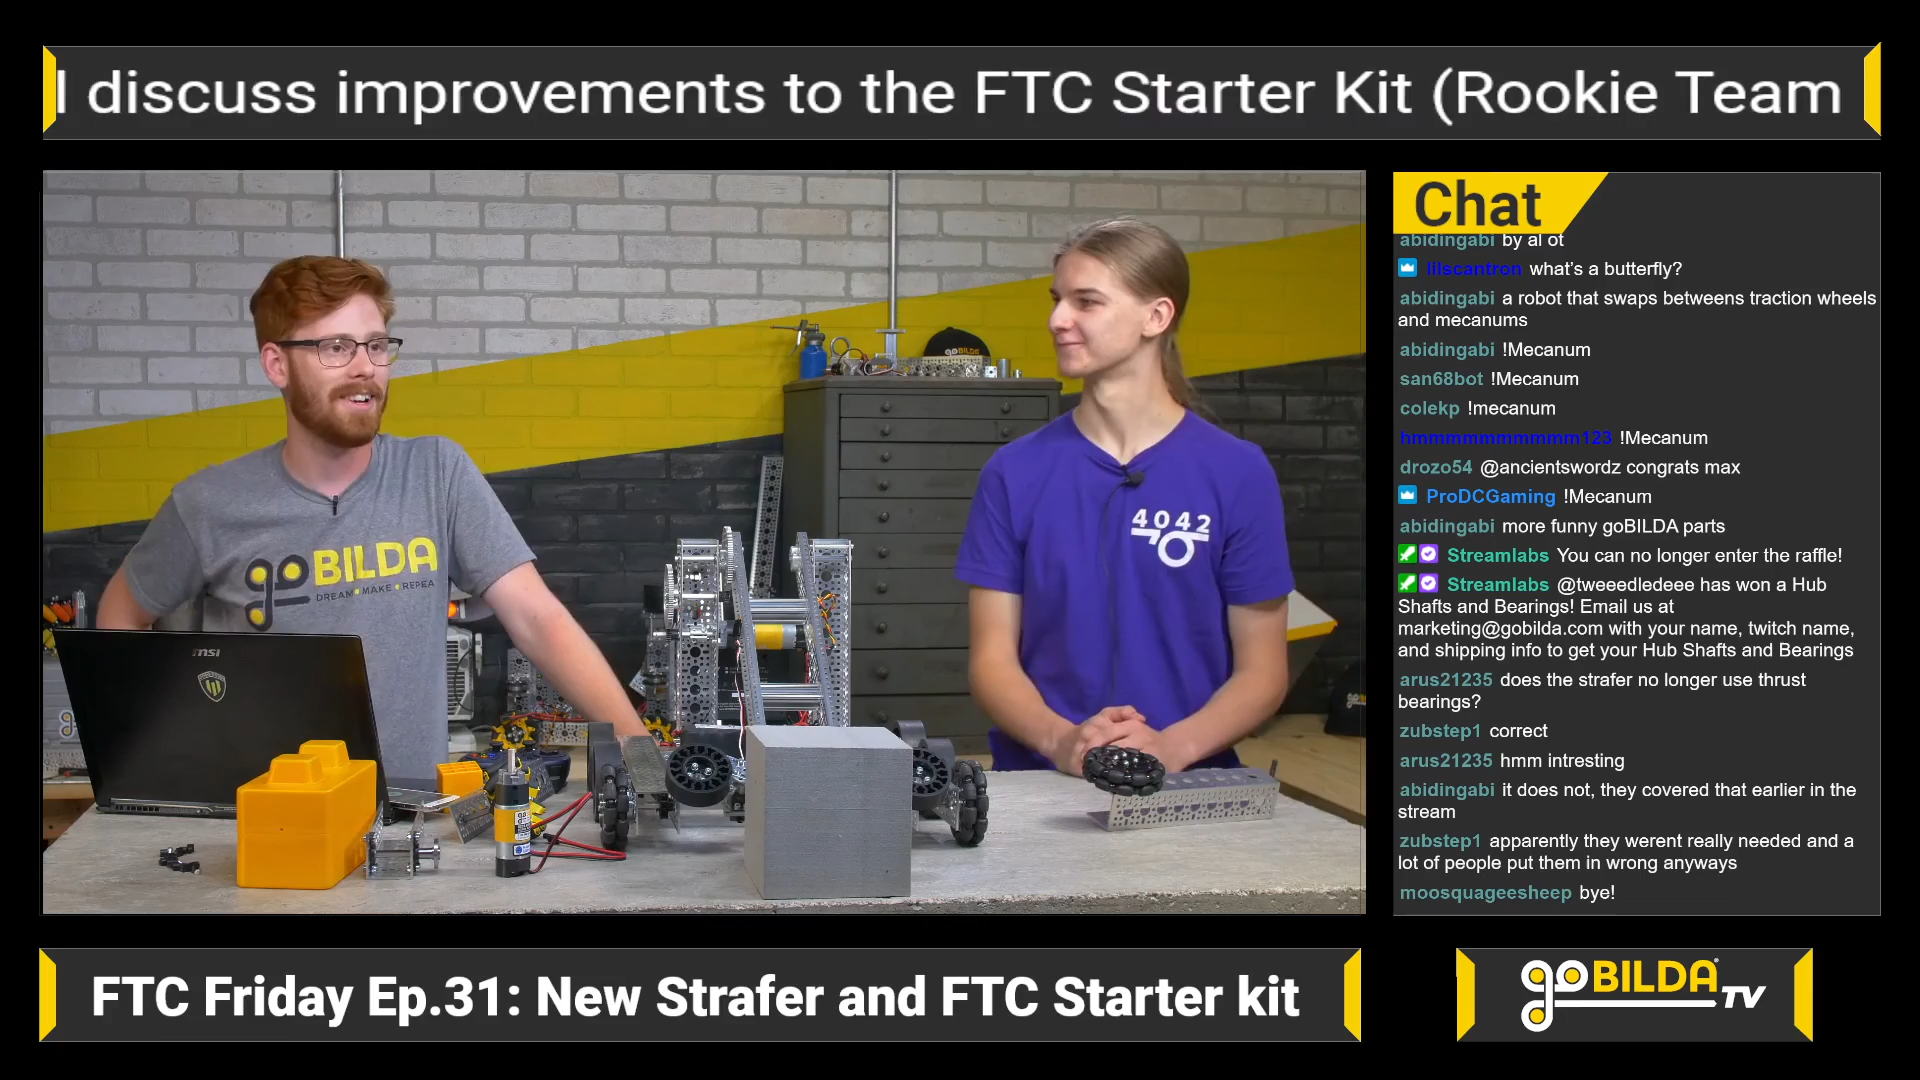 discuss improvements to the FTC Starter Kit (Rookie Team
Chat
abidingabi by al ot
lilscantron what's a butterfly?
abidingabi a robot that swaps betweens traction wheels
and mecanums
abidingabi !Mecanum
san68bot !Mecanum
colekp !mecanum
!Mecanum
drozo54 @ancientswordz congrats max
ProDCGaming !Mecanum
abidingabi more funny goBILDA parts
Streamlabs You can no longer enter the raffle!
Streamlabs @tweeedledeee has won a Hub
Shafts and Bearings! Email us at
marketing@gobilda.com with your name, twitch name,
and shipping info to get your Hub Shafts and Bearings
arus21235 does the strafer no longer use thrust
bearings?
zubstep1 correct
arus21235 hmm intresting
abidingabi it does not, they covered that earlier in the
stream
zubstep1 apparently they werent really needed and a
lot of people put them in wrong anyways
moosquageesheep bye!
goBILDA
goBILDA
DREAM MAKE REPEA
4042
msi
FTC Friday Ep.31: New Strafer and FTC Starter kit
goBILDA TV